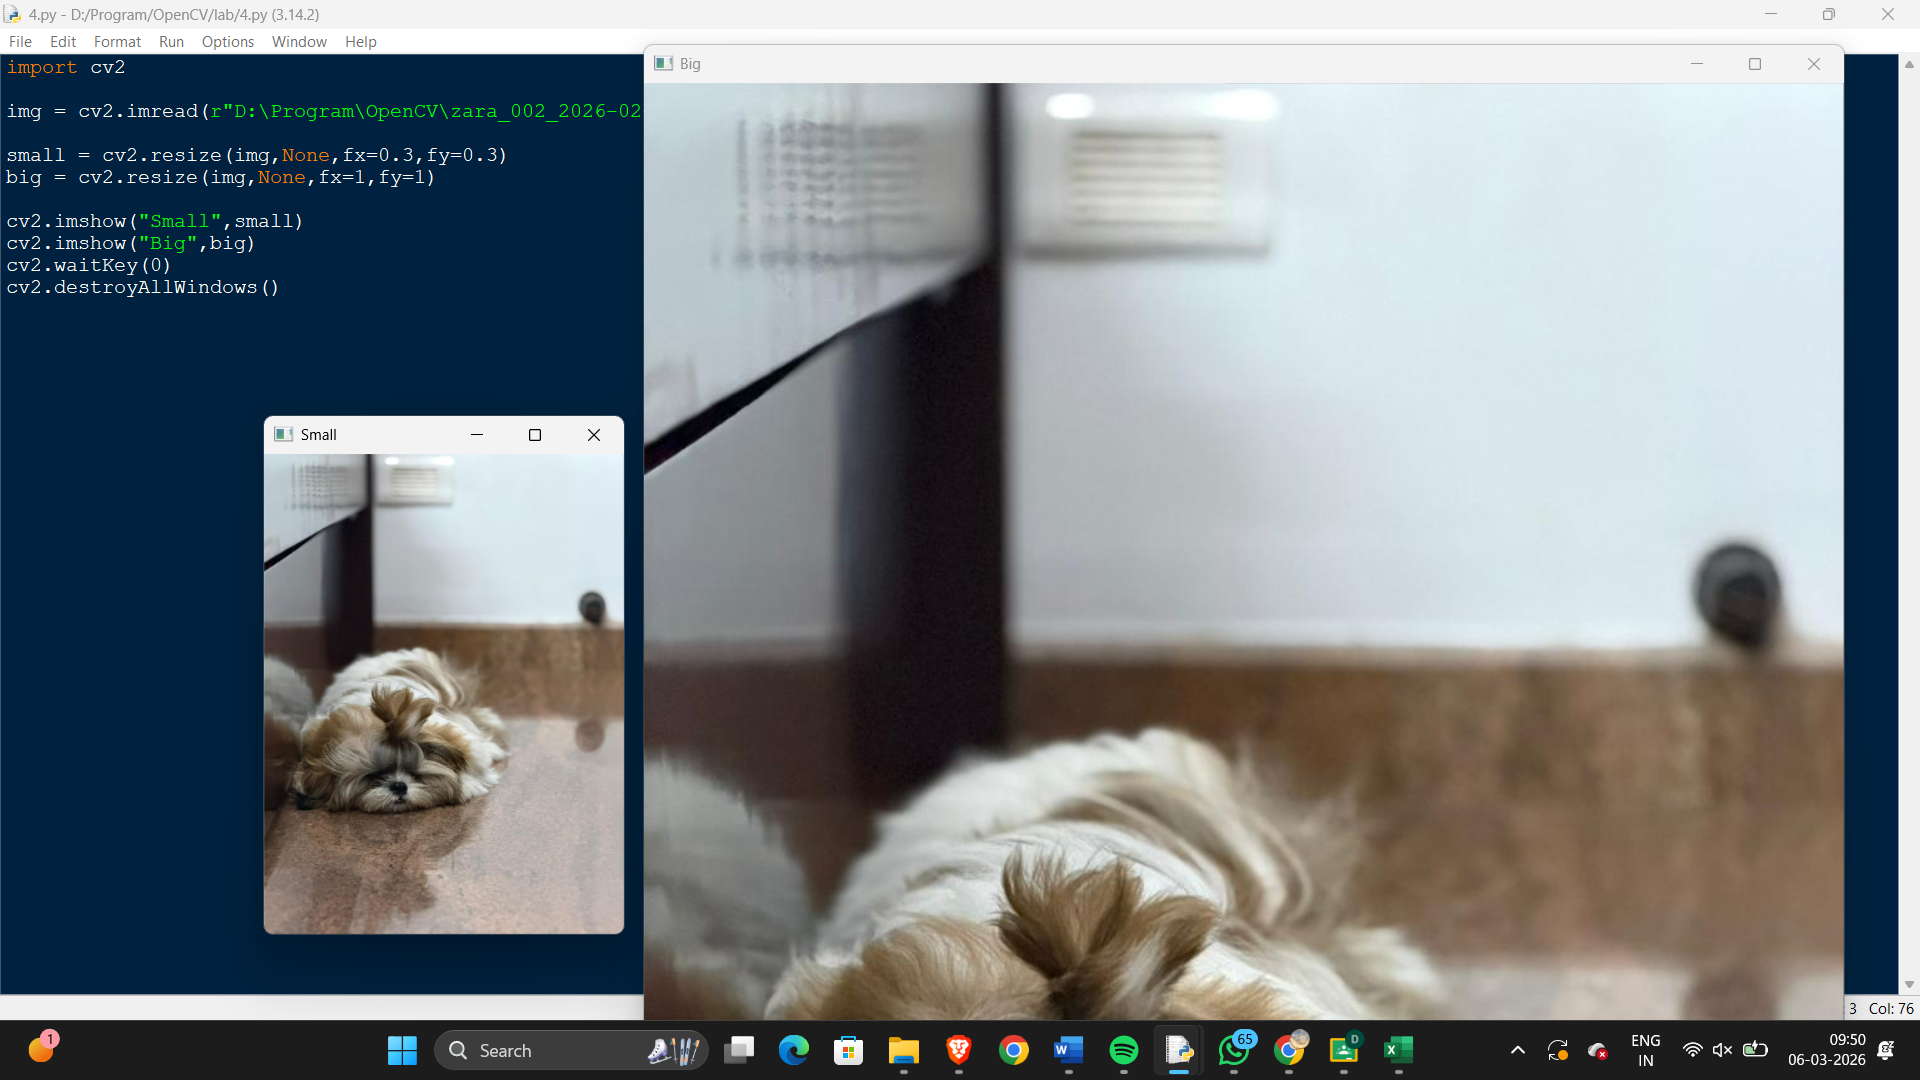 4.py - D:/Program/OpenCV/lab/4.py (3.14.2)
File Edit Format Run Options Window Help
import cv2
img = cv2.imread(r"D:\Program\OpenCV\zara_002_2026-02
small = cv2.resize(img,None,fx=0.3,fy=0.3)
big = cv2.resize(img,None,fx=1,fy=1)
cv2.imshow("Small",small)
cv2.imshow("Big",big)
cv2.waitKey(0)
cv2.destroyAllWindows()
Big
Small
3 Col: 76
1
Search
W
65
D
X
ENG
IN
09:50
06-03-2026